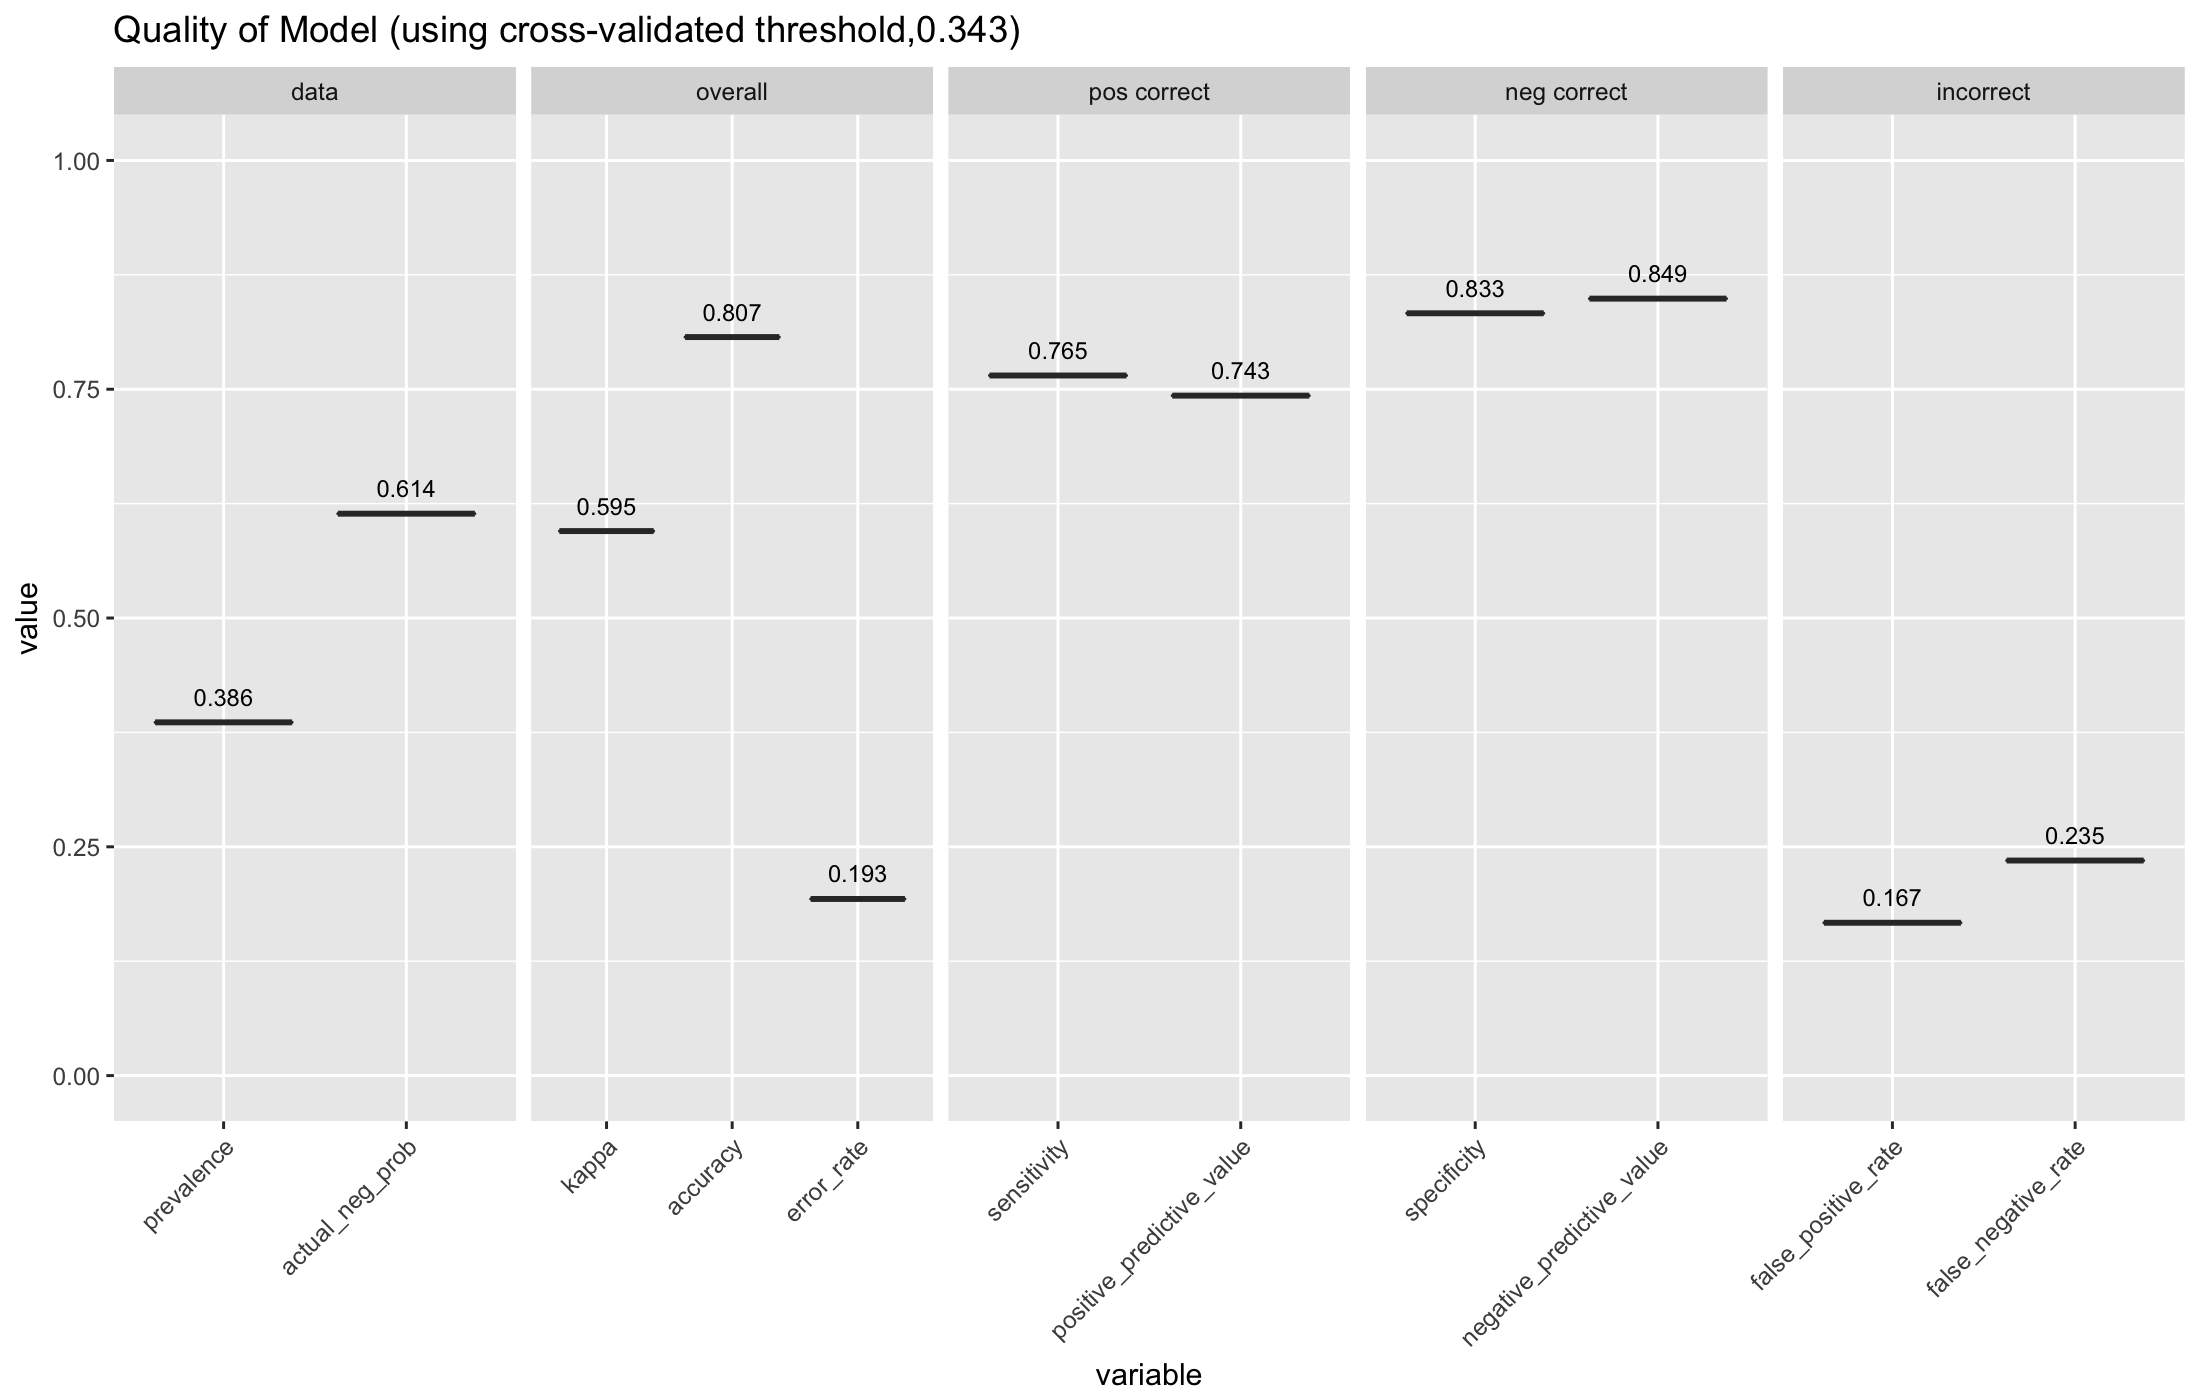 Quality of Model (using cross-validated threshold,0.343)
data
overall
pos correct
neg correct
incorrect
value
1.00
0.75
0.50
0.25
0.00
0.386
0.614
0.595
0.807
0.193
0.765
0.743
0.833
0.849
0.167
0.235
prevalence
actual_neg_prob
kappa
accuracy
error_rate
sensitivity
positive_predictive_value
specificity
negative_predictive_value
false_positive_rate
false_negative_rate
variable